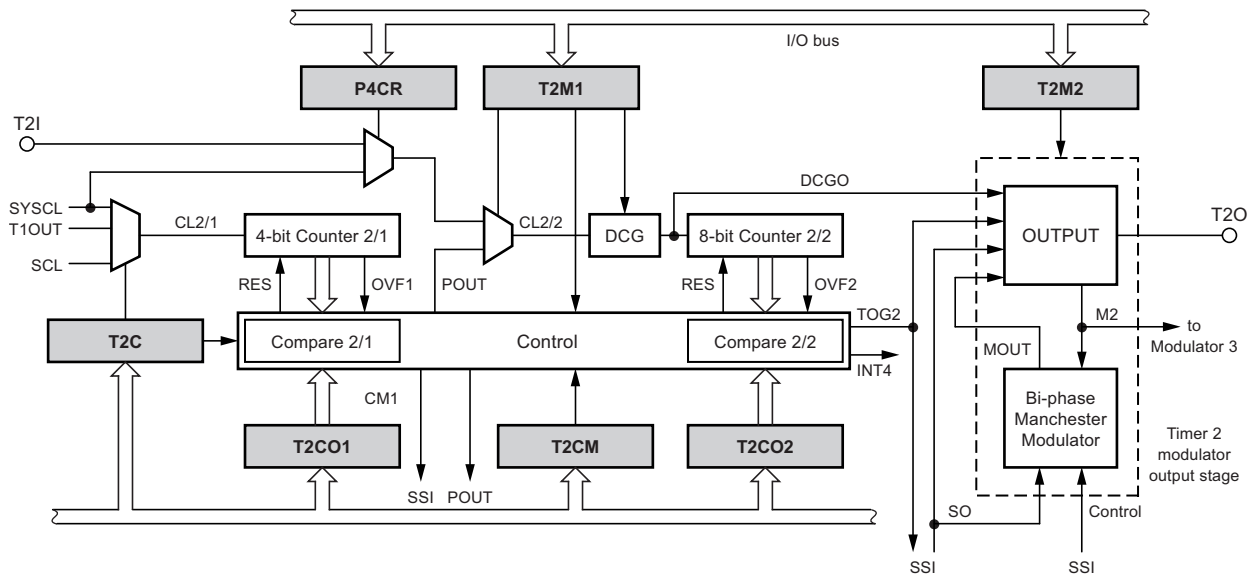 I/O bus
P4CR
T2M1
T2M2
T2I
DCGO
SYSCL
T1OUT
SCL
CL2/1
4-bit Counter 2/1
CL2/2
DCG
8-bit Counter 2/2
OUTPUT
T2O
RES
OVF1
POUT
RES
OVF2
TOG2
M2
to
Modulator 3
T2C
Compare 2/1
Control
Compare 2/2
INT4
MOUT
CM1
Bi-phase
Manchester
Modulator
T2CO1
T2CM
T2CO2
Timer 2
modulator
output stage
SSI
POUT
SO
Control
SSI
SSI